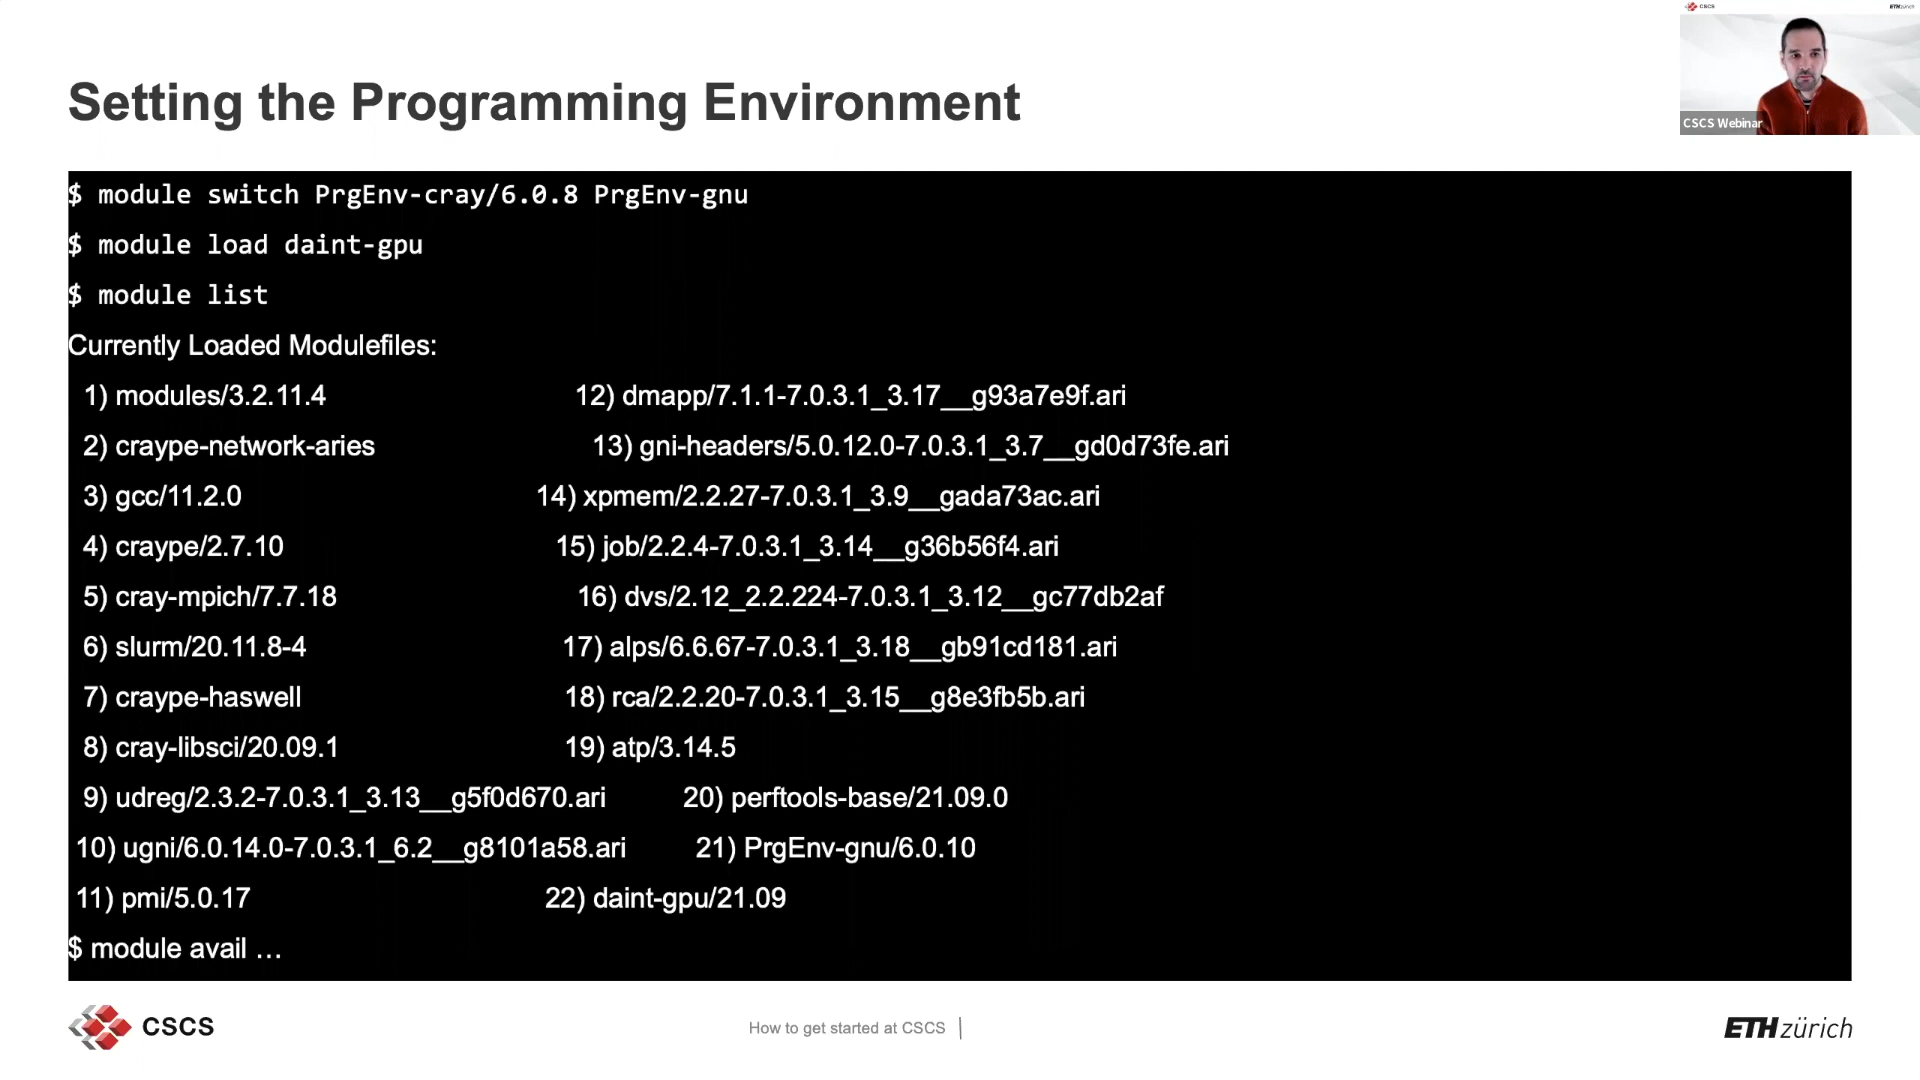 CSCS
ETHzürich
CSCS Webinar
Setting the Programming Environment
$ module switch PrgEnv-cray/6.0.8 PrgEnv-gnu
$ module load daint-gpu
$ module list
Currently Loaded Modulefiles:
1) modules/3.2.11.4 12) dmapp/7.1.1-7.0.3.1_3.17__g93a7e9f.ari
2) craype-network-aries 13) gni-headers/5.0.12.0-7.0.3.1_3.7__gd0d73fe.ari
3) gcc/11.2.0 14) xpmem/2.2.27-7.0.3.1_3.9__gada73ac.ari
4) craype/2.7.10 15) job/2.2.4-7.0.3.1_3.14__g36b56f4.ari
5) cray-mpich/7.7.18 16) dvs/2.12_2.2.224-7.0.3.1_3.12__gc77db2af
6) slurm/20.11.8-4 17) alps/6.6.67-7.0.3.1_3.18__gb91cd181.ari
7) craype-haswell 18) rca/2.2.20-7.0.3.1_3.15__g8e3fb5b.ari
8) cray-libsci/20.09.1 19) atp/3.14.5
9) udreg/2.3.2-7.0.3.1_3.13__g5f0d670.ari 20) perftools-base/21.09.0
10) ugni/6.0.14.0-7.0.3.1_6.2__g8101a58.ari 21) PrgEnv-gnu/6.0.10
11) pmi/5.0.17 22) daint-gpu/21.09
$ module avail …
CSCS
How to get started at CSCS |
ETHzürich